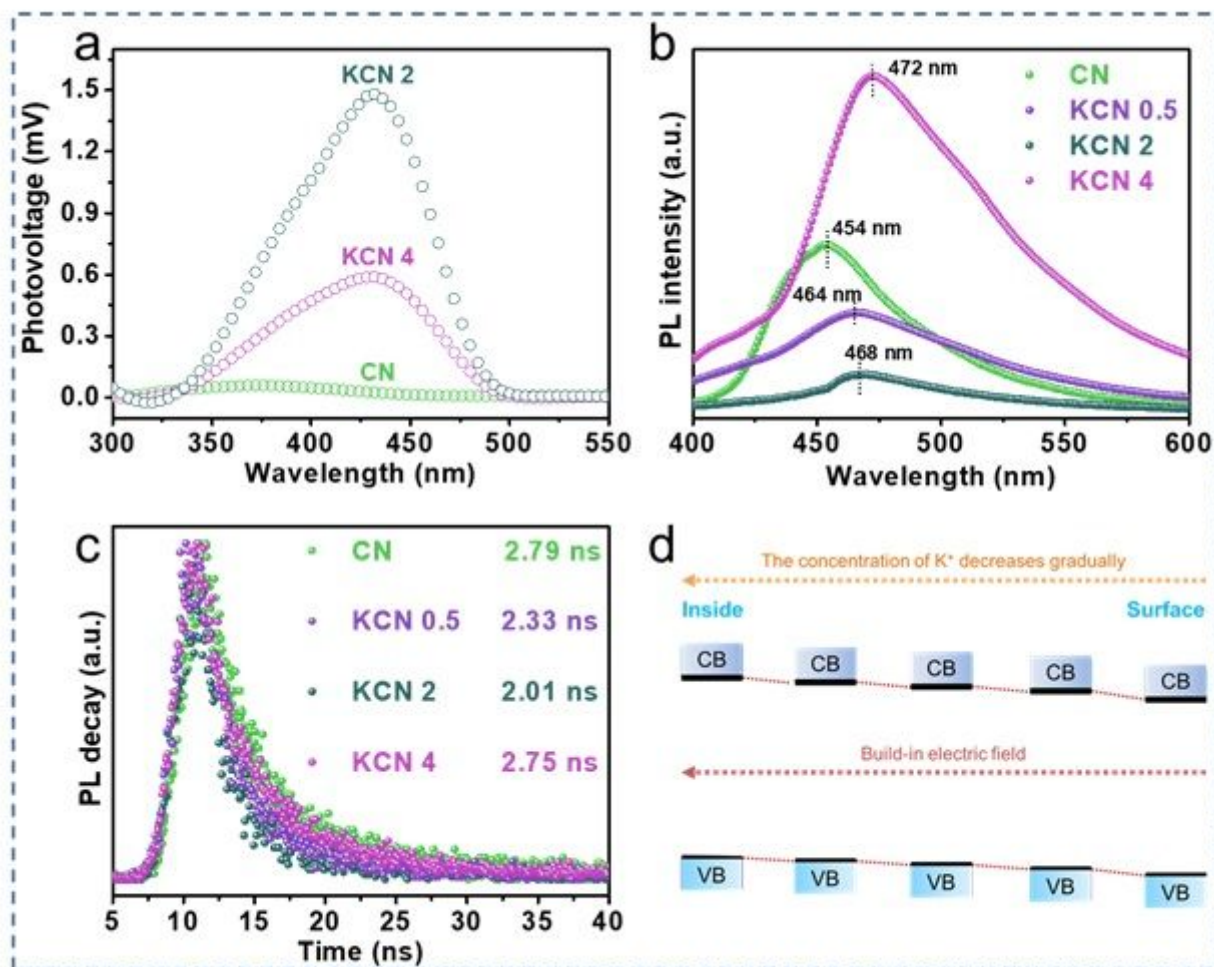 a
KCN 2
KCN 4
CN
Photovoltage (mV)
1.5
1.2
0.9
0.6
0.3
0.0
300 350 400 450 500 550
Wavelength (nm)
b
472 nm
454 nm
464 nm
468 nm
CN
KCN 0.5
KCN 2
KCN 4
PL intensity (a.u.)
400 450 500 550 600
Wavelength (nm)
c
CN 2.79 ns
KCN 0.5 2.33 ns
KCN 2 2.01 ns
KCN 4 2.75 ns
PL decay (a.u.)
5 10 15 20 25 30 35 40
Time (ns)
d
The concentration of K⁺ decreases gradually
Inside Surface
CB CB CB CB CB
Build-in electric field
VB VB VB VB VB